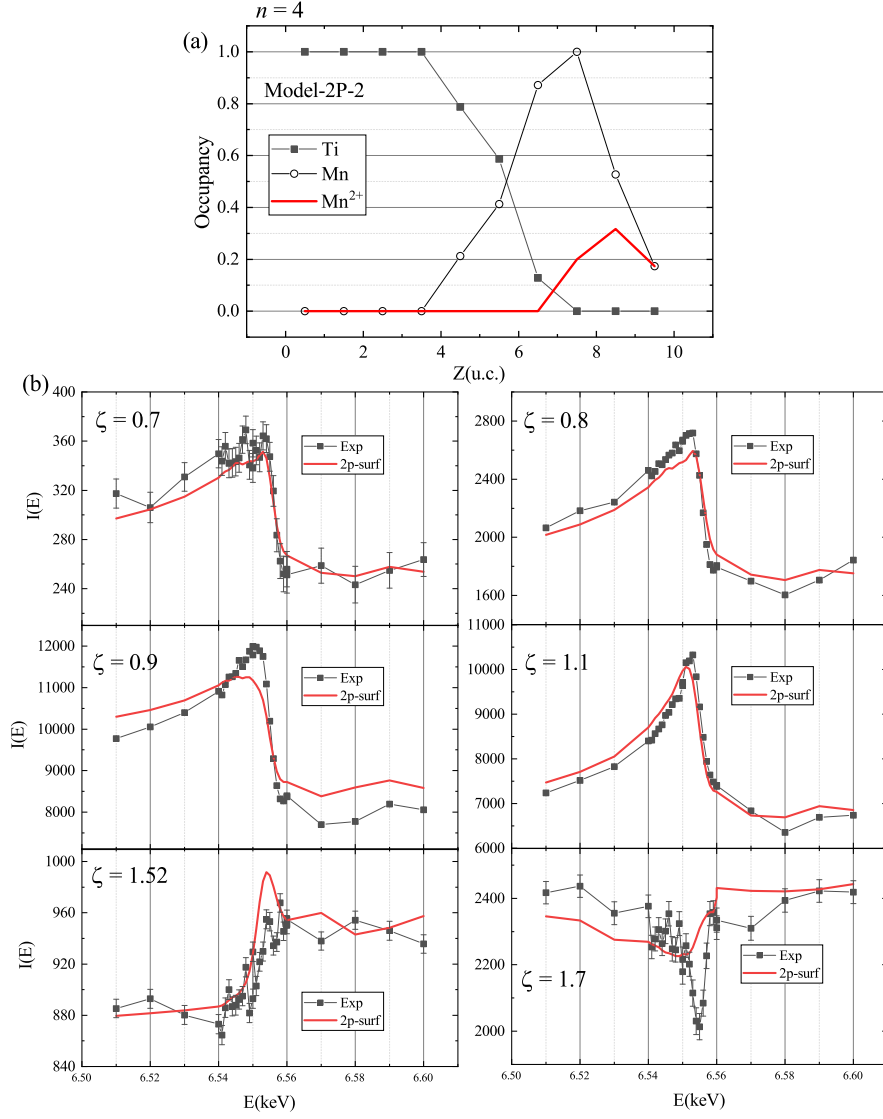 n = 4
(a)
Model-2P-2
Ti
Mn
Mn2+
Occupancy
0.0
0.2
0.4
0.6
0.8
1.0
0
2
4
6
8
10
Z(u.c.)
(b)
ζ = 0.7
Exp
2p-surf
I(E)
400
360
320
260
210
ζ = 0.8
Exp
2p-surf
2800
2400
2000
1600
11000
ζ = 0.9
Exp
2p-surf
I(E)
12000
11000
10000
9000
8000
ζ = 1.1
Exp
2p-surf
10000
9000
8000
7000
6000
ζ = 1.52
Exp
2p-surf
I(E)
1000
960
920
880
840
6.50
6.52
6.54
6.56
6.58
6.60
E(keV)
ζ = 1.7
Exp
2p-surf
2400
2200
2000
6.50
6.52
6.54
6.56
6.58
6.60
E(keV)